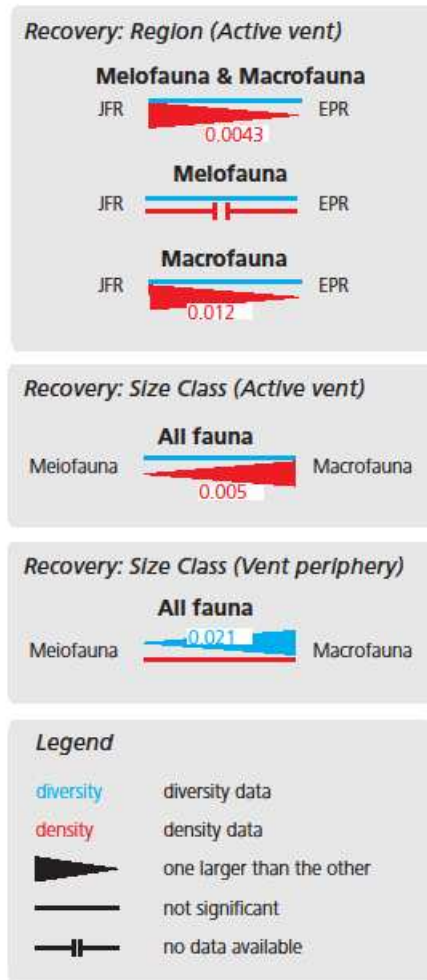 Recovery: Region (Active vent)
Meiofauna & Macrofauna
JFR EPR
0.0043
Meiofauna
JFR EPR
Macrofauna
JFR EPR
0.012
Recovery: Size Class (Active vent)
All fauna
Meiofauna Macrofauna
0.005
Recovery: Size Class (Vent periphery)
All fauna
0.021
Meiofauna Macrofauna
Legend
diversity diversity data
density density data
one larger than the other
not significant
no data available